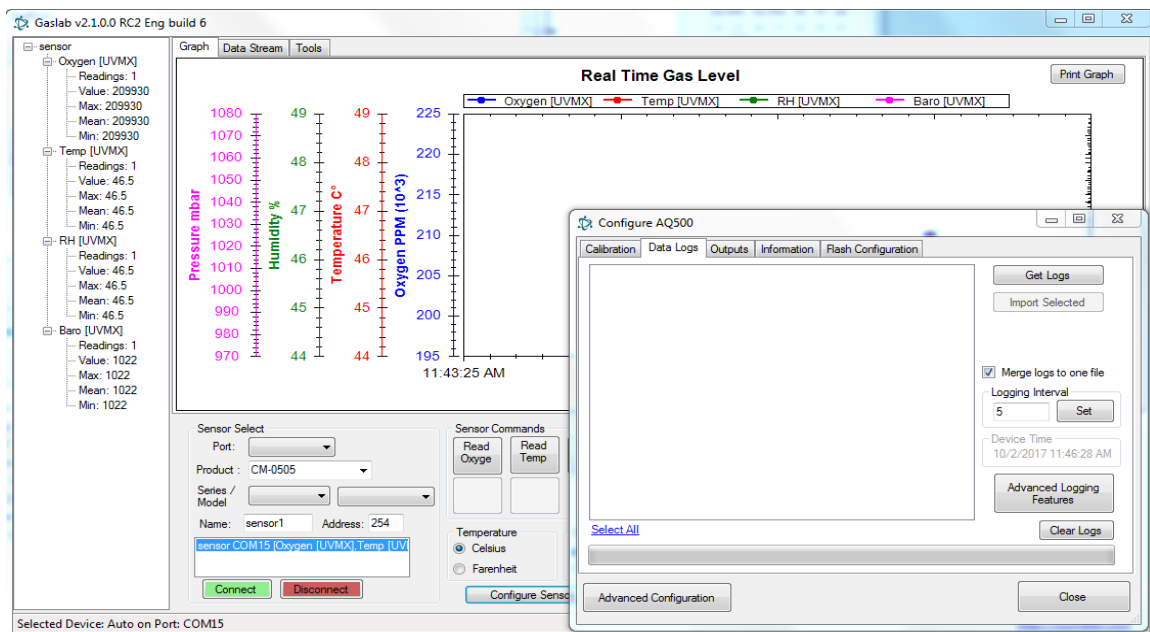 Gaslab v2.1.0.0 RC2 Eng build 6
sensor
Oxygen [UVMX]
Readings: 1
Value: 209930
Max: 209930
Mean: 209930
Min: 209930
Temp [UVMX]
Readings: 1
Value: 46.5
Max: 46.5
Mean: 46.5
Min: 46.5
RH [UVMX]
Readings: 1
Value: 46.5
Max: 46.5
Mean: 46.5
Min: 46.5
Baro [UVMX]
Readings: 1
Value: 1022
Max: 1022
Mean: 1022
Min: 1022
Graph Data Stream Tools
Real Time Gas Level
Print Graph
Oxygen [UVMX] Temp [UVMX] RH [UVMX] Baro [UVMX]
Pressure mbar
1080
1070
1060
1050
1040
1030
1020
1010
1000
990
980
970
Humidity %
49
48
47
46
45
44
Temperature C°
49
48
47
46
45
44
Oxygen PPM (10^3)
225
220
215
210
205
200
195
11:43:25 AM
Sensor Select
Port:
Product : CM-0505
Series /
Model
Name: sensor1 Address: 254
sensor COM15 [Oxygen [UVMX],Temp [UV
Connect Disconnect
Sensor Commands
Read
Oxyge
Read
Temp
Temperature
Celsius
Farenheit
Configure Senso
Configure AQ500
Calibration Data Logs Outputs Information Flash Configuration
Get Logs
Import Selected
Merge logs to one file
Logging Interval
5 Set
Device Time
10/2/2017 11:46:28 AM
Advanced Logging
Features
Select All
Clear Logs
Advanced Configuration
Close
Selected Device: Auto on Port: COM15